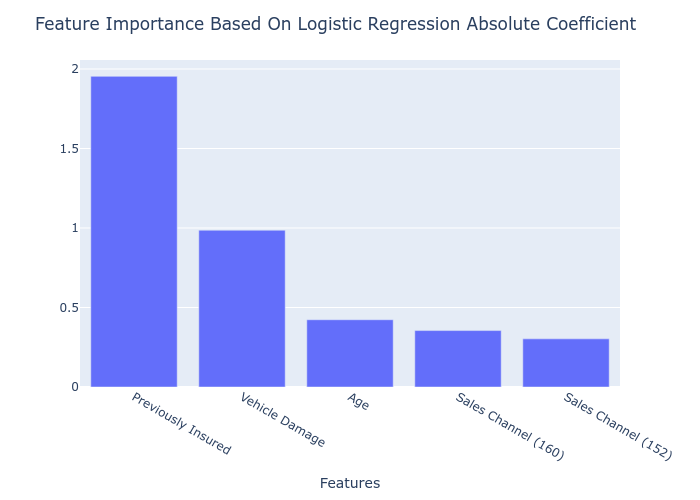 Feature Importance Based On Logistic Regression Absolute Coefficient
2
1.5
1
0.5
0
Previously Insured
Vehicle Damage
Age
Sales Channel (160)
Sales Channel (152)
Features